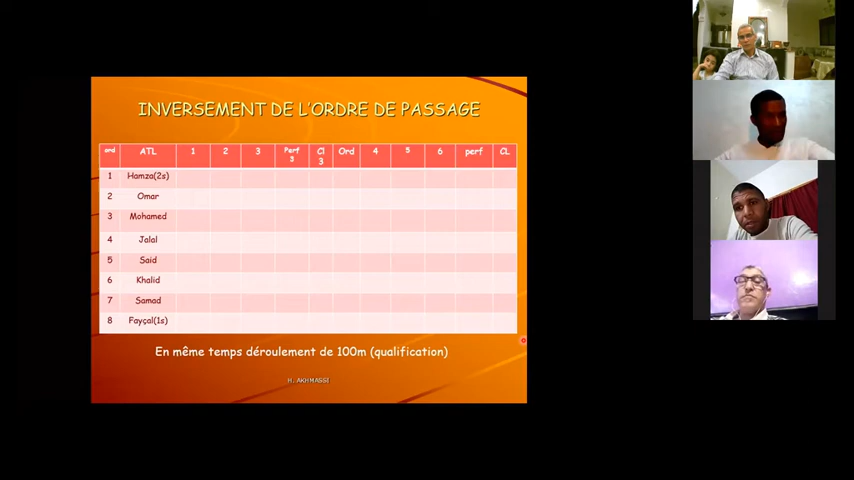 INVERSEMENT DE L'ORDRE DE PASSAGE
ord ATL 1 2 3 Perf 3 Cl 3 Ord 4 5 6 perf CL
1 Hamza(2s)
2 Omar
3 Mohamed
4 Jalal
5 Said
6 Khalid
7 Samad
8 Fayçal(1s)
En même temps déroulement de 100m (qualification)
H. AKHMASSI